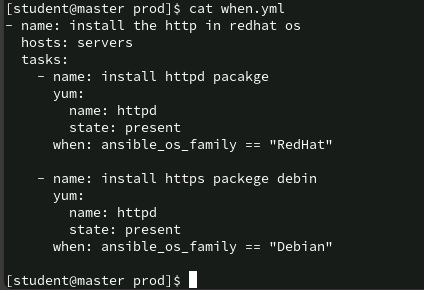 [student@master prod]$ cat when.yml
- name: install the http in redhat os
  hosts: servers
  tasks:
    - name: install httpd pacakge
      yum:
        name: httpd
        state: present
      when: ansible_os_family == "RedHat"

    - name: install https packege debin
      yum:
        name: httpd
        state: present
      when: ansible_os_family == "Debian"

[student@master prod]$